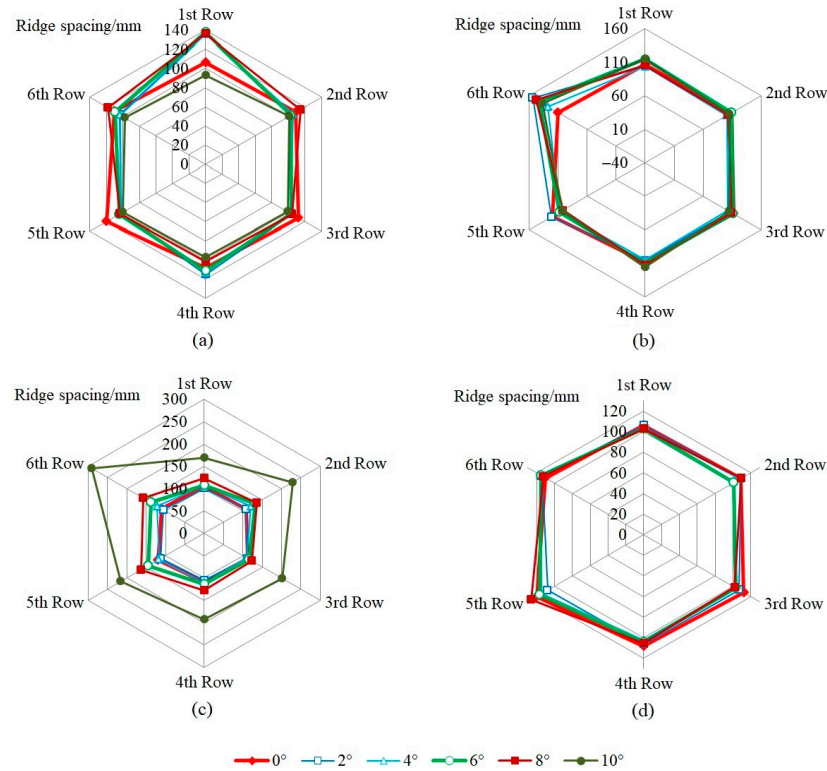 1st Row
Ridge spacing/mm
140
120
100
80
60
40
20
0
6th Row
2nd Row
5th Row
3rd Row
4th Row
(a)
1st Row
Ridge spacing/mm
160
110
60
10
−40
6th Row
2nd Row
5th Row
3rd Row
4th Row
(b)
1st Row
Ridge spacing/mm
300
250
200
150
100
50
0
6th Row
2nd Row
5th Row
3rd Row
4th Row
(c)
1st Row
Ridge spacing/mm
120
100
80
60
40
20
0
6th Row
2nd Row
5th Row
3rd Row
4th Row
(d)
0° 2° 4° 6° 8° 10°